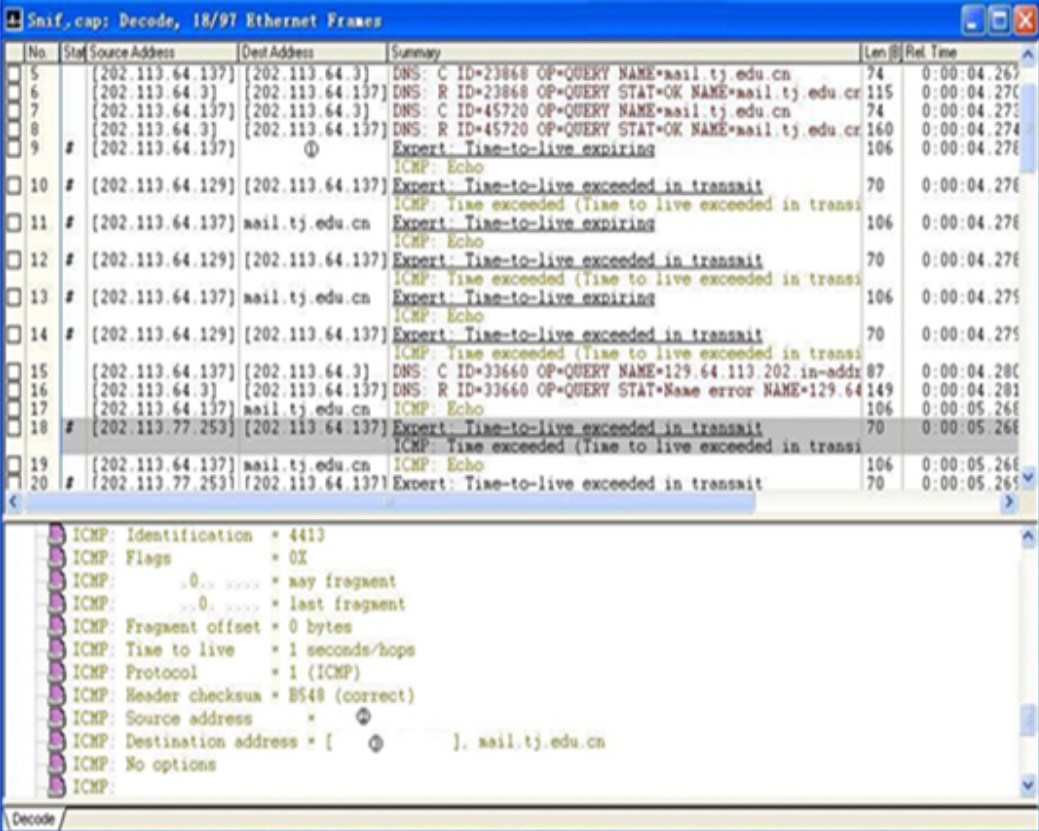 Snif.cap: Decode, 18/97 Ethernet Frames
No. Stat Source Address Dest Address Summary Len (B Rel. Time
5 [202.113.64.137] [202.113.64.3] DNS: C ID=23868 OP=QUERY NAME=mail.tj.edu.cn 74 0:00:04.267
6 [202.113.64.3] [202.113.64.137] DNS: R ID=23868 OP=QUERY STAT=OK NAME=mail.tj.edu.cn 115 0:00:04.270
7 [202.113.64.137] [202.113.64.3] DNS: C ID=45720 OP=QUERY NAME=mail.tj.edu.cn 74 0:00:04.273
8 [202.113.64.3] [202.113.64.137] DNS: R ID=45720 OP=QUERY STAT=OK NAME=mail.tj.edu.cn 160 0:00:04.274
9 # [202.113.64.137] ① Expert: Time-to-live expiring 106 0:00:04.278
ICMP: Echo
10 # [202.113.64.129] [202.113.64.137] Expert: Time-to-live exceeded in transmit 70 0:00:04.278
ICMP: Time exceeded (Time to live exceeded in transi
11 # [202.113.64.137] mail.tj.edu.cn Expert: Time-to-live expiring 106 0:00:04.278
ICMP: Echo
12 # [202.113.64.129] [202.113.64.137] Expert: Time-to-live exceeded in transmit 70 0:00:04.278
ICMP: Time exceeded (Time to live exceeded in transi
13 # [202.113.64.137] mail.tj.edu.cn Expert: Time-to-live expiring 106 0:00:04.279
ICMP: Echo
14 # [202.113.64.129] [202.113.64.137] Expert: Time-to-live exceeded in transmit 70 0:00:04.279
ICMP: Time exceeded (Time to live exceeded in transi
15 [202.113.64.137] [202.113.64.3] DNS: C ID=33660 OP=QUERY NAME=129.64.113.202.in-addr 87 0:00:04.280
16 [202.113.64.3] [202.113.64.137] DNS: R ID=33660 OP=QUERY STAT=Name error NAME=129.64 149 0:00:04.281
17 [202.113.64.137] mail.tj.edu.cn ICMP: Echo 106 0:00:05.268
18 # [202.113.77.253] [202.113.64.137] Expert: Time-to-live exceeded in transmit 70 0:00:05.268
ICMP: Time exceeded (Time to live exceeded in transi
19 [202.113.64.137] mail.tj.edu.cn ICMP: Echo 106 0:00:05.268
20 # [202.113.77.253] [202.113.64.137] Expert: Time-to-live exceeded in transmit 70 0:00:05.269
ICMP: Identification = 4413
ICMP: Flags = 0X
ICMP: .0.. .... = may fragment
ICMP: ..0. .... = last fragment
ICMP: Fragment offset = 0 bytes
ICMP: Time to live = 1 seconds/hops
ICMP: Protocol = 1 (ICMP)
ICMP: Header checksum = B548 (correct)
ICMP: Source address = ②
ICMP: Destination address = [ ③ ], mail.tj.edu.cn
ICMP: No options
ICMP:
Decode